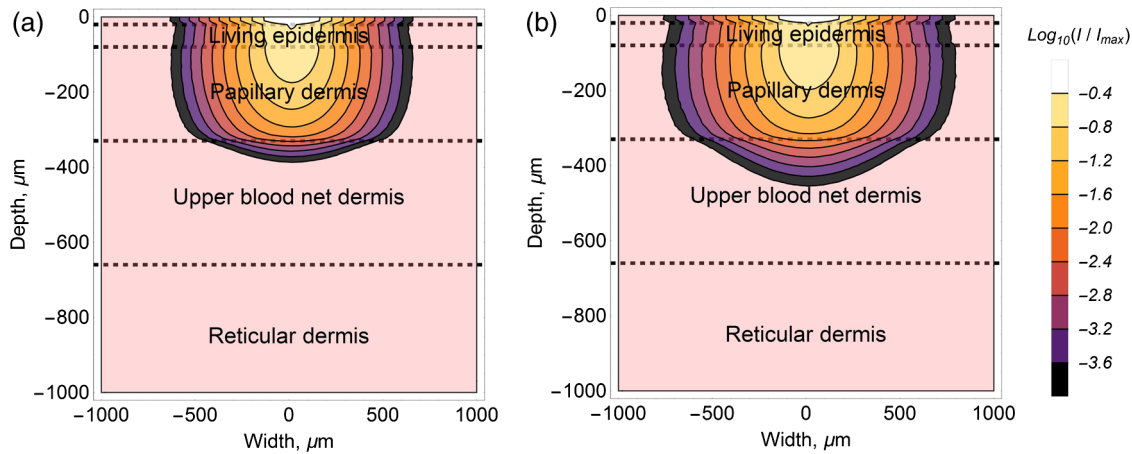 (a)
0
−200
−400
−600
−800
−1000
Depth, μm
Living epidermis
Papillary dermis
Upper blood net dermis
Reticular dermis
−1000 −500 0 500 1000
Width, μm
(b)
0
−200
−400
−600
−800
−1000
Depth, μm
Living epidermis
Papillary dermis
Upper blood net dermis
Reticular dermis
−1000 −500 0 500 1000
Width, μm
Log10(I / Imax)
−0.4
−0.8
−1.2
−1.6
−2.0
−2.4
−2.8
−3.2
−3.6